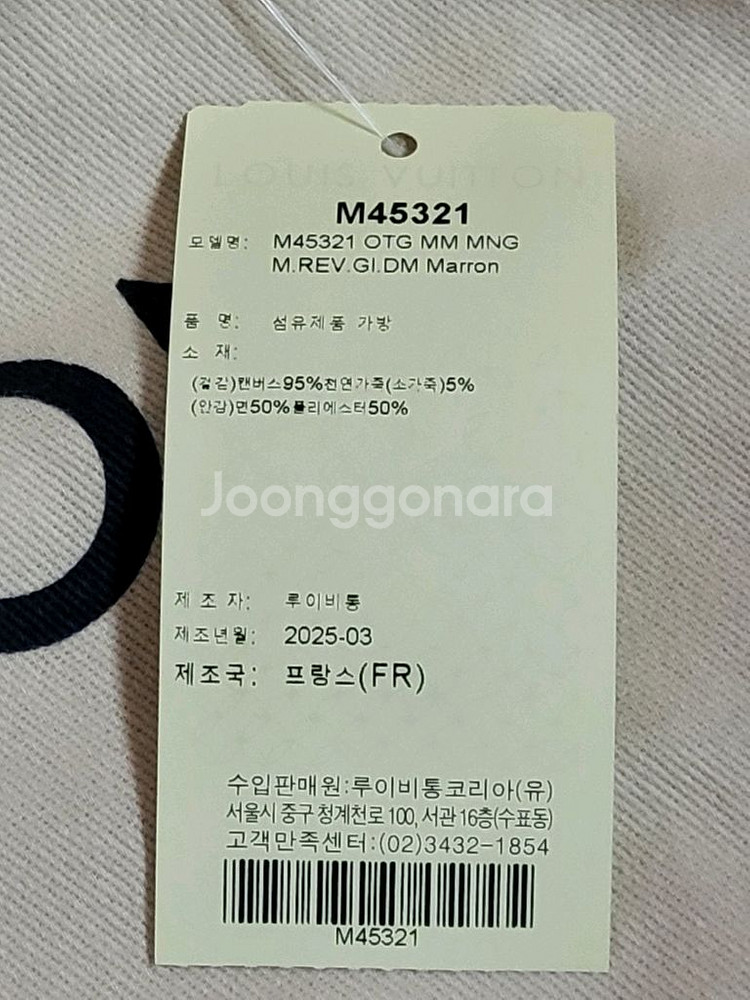 LOUIS VUITTON
M45321
모델명: M45321 OTG MM MNG
M.REV.GI.DM Marron
품 명: 섬유제품 가방
소 재:
(겉감)캔버스95%천연가죽(소가죽)5%
(안감)면50%폴리에스터50%
Joonggonara
제 조 자: 루이비통
제조년월: 2025-03
제조국: 프랑스(FR)
수입판매원:루이비통코리아(유)
서울시 중구 청계천로 100, 서관 16층(수표동)
고객만족센터:(02)3432-1854
M45321